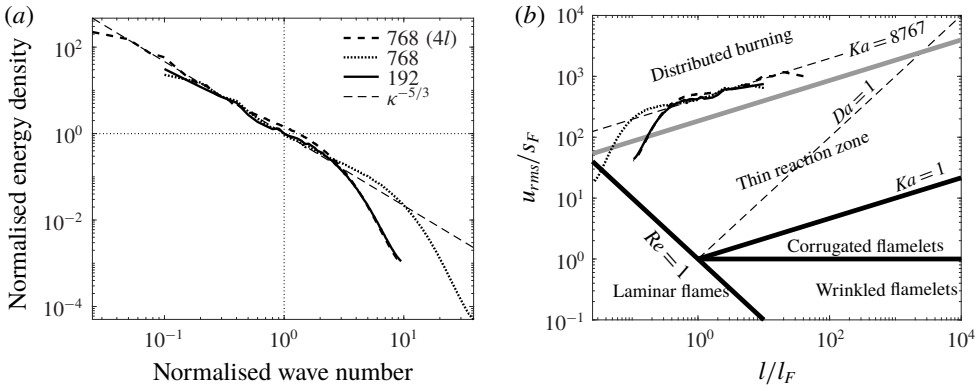 (a)
10^2
10^0
10^−2
10^−4
10^−1
10^0
10^1
Normalised energy density
Normalised wave number
768 (4l)
768
192
κ^−5/3
(b)
10^4
10^3
10^2
10^1
10^0
10^−1
10^0
10^2
10^4
u_rms/s_F
l/l_F
Distributed burning
Ka = 8767
Da = 1
Thin reaction zone
Ka = 1
Re = 1
Corrugated flamelets
Laminar flames
Wrinkled flamelets